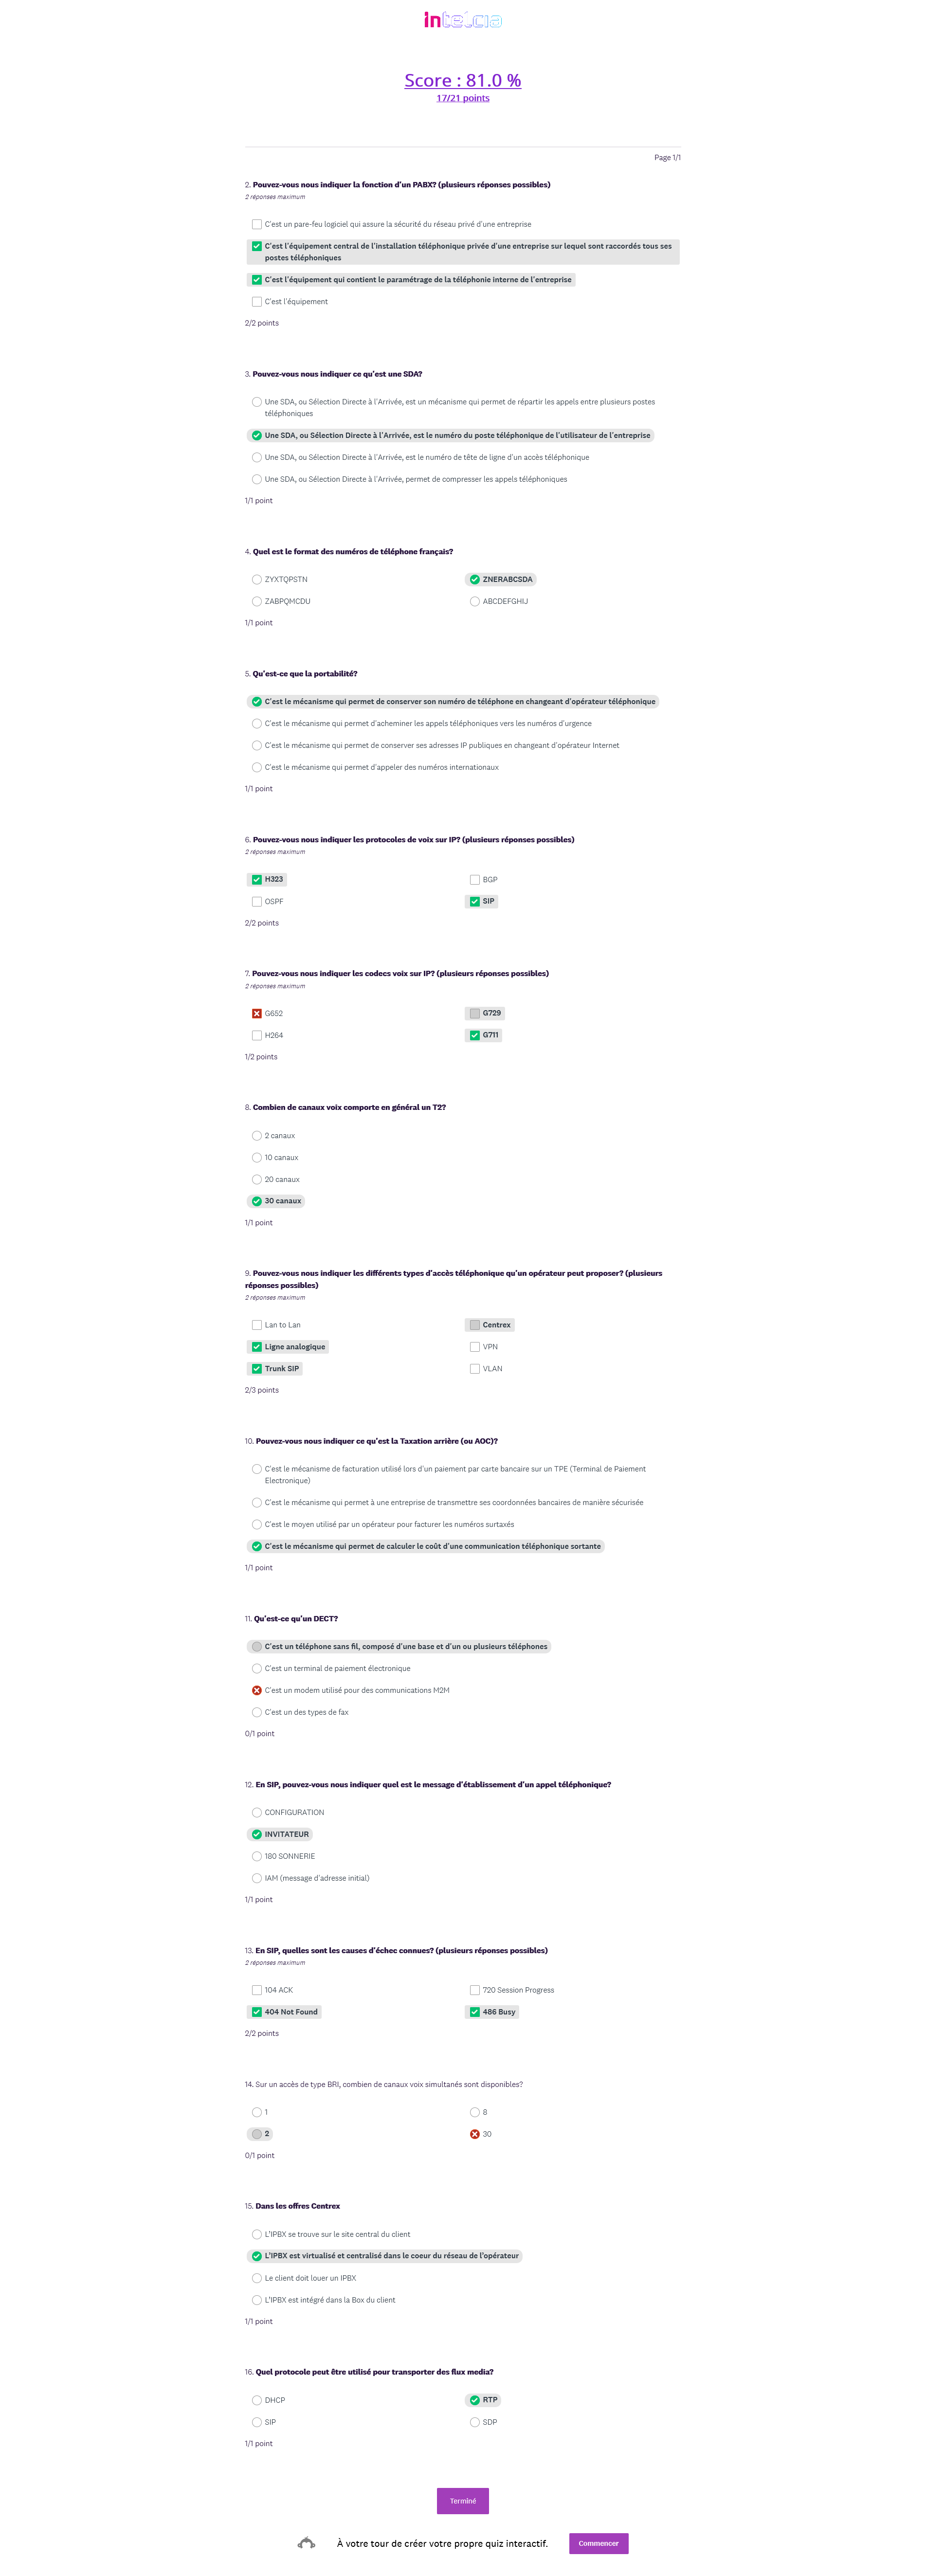 intelcia
Score : 81.0 %
17/21 points
Page 1/1
2. Pouvez-vous nous indiquer la fonction d'un PABX? (plusieurs réponses possibles)
2 réponses maximum
C'est un pare-feu logiciel qui assure la sécurité du réseau privé d'une entreprise
C'est l'équipement central de l'installation téléphonique privée d'une entreprise sur lequel sont raccordés tous ses
postes téléphoniques
C'est l'équipement qui contient le paramétrage de la téléphonie interne de l'entreprise
C'est l'équipement
2/2 points
3. Pouvez-vous nous indiquer ce qu'est une SDA?
Une SDA, ou Sélection Directe à l'Arrivée, est un mécanisme qui permet de répartir les appels entre plusieurs postes
téléphoniques
Une SDA, ou Sélection Directe à l'Arrivée, est le numéro du poste téléphonique de l'utilisateur de l'entreprise
Une SDA, ou Sélection Directe à l'Arrivée, est le numéro de tête de ligne d'un accès téléphonique
Une SDA, ou Sélection Directe à l'Arrivée, permet de compresser les appels téléphoniques
1/1 point
4. Quel est le format des numéros de téléphone français?
ZYXTQPSTN
ZNERABCSDA
ZABPQMCDU
ABCDEFGHIJ
1/1 point
5. Qu'est-ce que la portabilité?
C'est le mécanisme qui permet de conserver son numéro de téléphone en changeant d'opérateur téléphonique
C'est le mécanisme qui permet d'acheminer les appels téléphoniques vers les numéros d'urgence
C'est le mécanisme qui permet de conserver ses adresses IP publiques en changeant d'opérateur Internet
C'est le mécanisme qui permet d'appeler des numéros internationaux
1/1 point
6. Pouvez-vous nous indiquer les protocoles de voix sur IP? (plusieurs réponses possibles)
2 réponses maximum
H323
BGP
OSPF
SIP
2/2 points
7. Pouvez-vous nous indiquer les codecs voix sur IP? (plusieurs réponses possibles)
2 réponses maximum
G652
G729
H264
G711
1/2 points
8. Combien de canaux voix comporte en général un T2?
2 canaux
10 canaux
20 canaux
30 canaux
1/1 point
9. Pouvez-vous nous indiquer les différents types d'accès téléphonique qu'un opérateur peut proposer? (plusieurs
réponses possibles)
2 réponses maximum
Lan to Lan
Centrex
Ligne analogique
VPN
Trunk SIP
VLAN
2/3 points
10. Pouvez-vous nous indiquer ce qu'est la Taxation arrière (ou AOC)?
C'est le mécanisme de facturation utilisé lors d'un paiement par carte bancaire sur un TPE (Terminal de Paiement
Electronique)
C'est le mécanisme qui permet à une entreprise de transmettre ses coordonnées bancaires de manière sécurisée
C'est le moyen utilisé par un opérateur pour facturer les numéros surtaxés
C'est le mécanisme qui permet de calculer le coût d'une communication téléphonique sortante
1/1 point
11. Qu'est-ce qu'un DECT?
C'est un téléphone sans fil, composé d'une base et d'un ou plusieurs téléphones
C'est un terminal de paiement électronique
C'est un modem utilisé pour des communications M2M
C'est un des types de fax
0/1 point
12. En SIP, pouvez-vous nous indiquer quel est le message d'établissement d'un appel téléphonique?
CONFIGURATION
INVITATEUR
180 SONNERIE
IAM (message d'adresse initial)
1/1 point
13. En SIP, quelles sont les causes d'échec connues? (plusieurs réponses possibles)
2 réponses maximum
104 ACK
720 Session Progress
404 Not Found
486 Busy
2/2 points
14. Sur un accès de type BRI, combien de canaux voix simultanés sont disponibles?
1
8
2
30
0/1 point
15. Dans les offres Centrex
L'IPBX se trouve sur le site central du client
L'IPBX est virtualisé et centralisé dans le coeur du réseau de l'opérateur
Le client doit louer un IPBX
L'IPBX est intégré dans la Box du client
1/1 point
16. Quel protocole peut être utilisé pour transporter des flux media?
DHCP
RTP
SIP
SDP
1/1 point
Terminé
À votre tour de créer votre propre quiz interactif.
Commencer